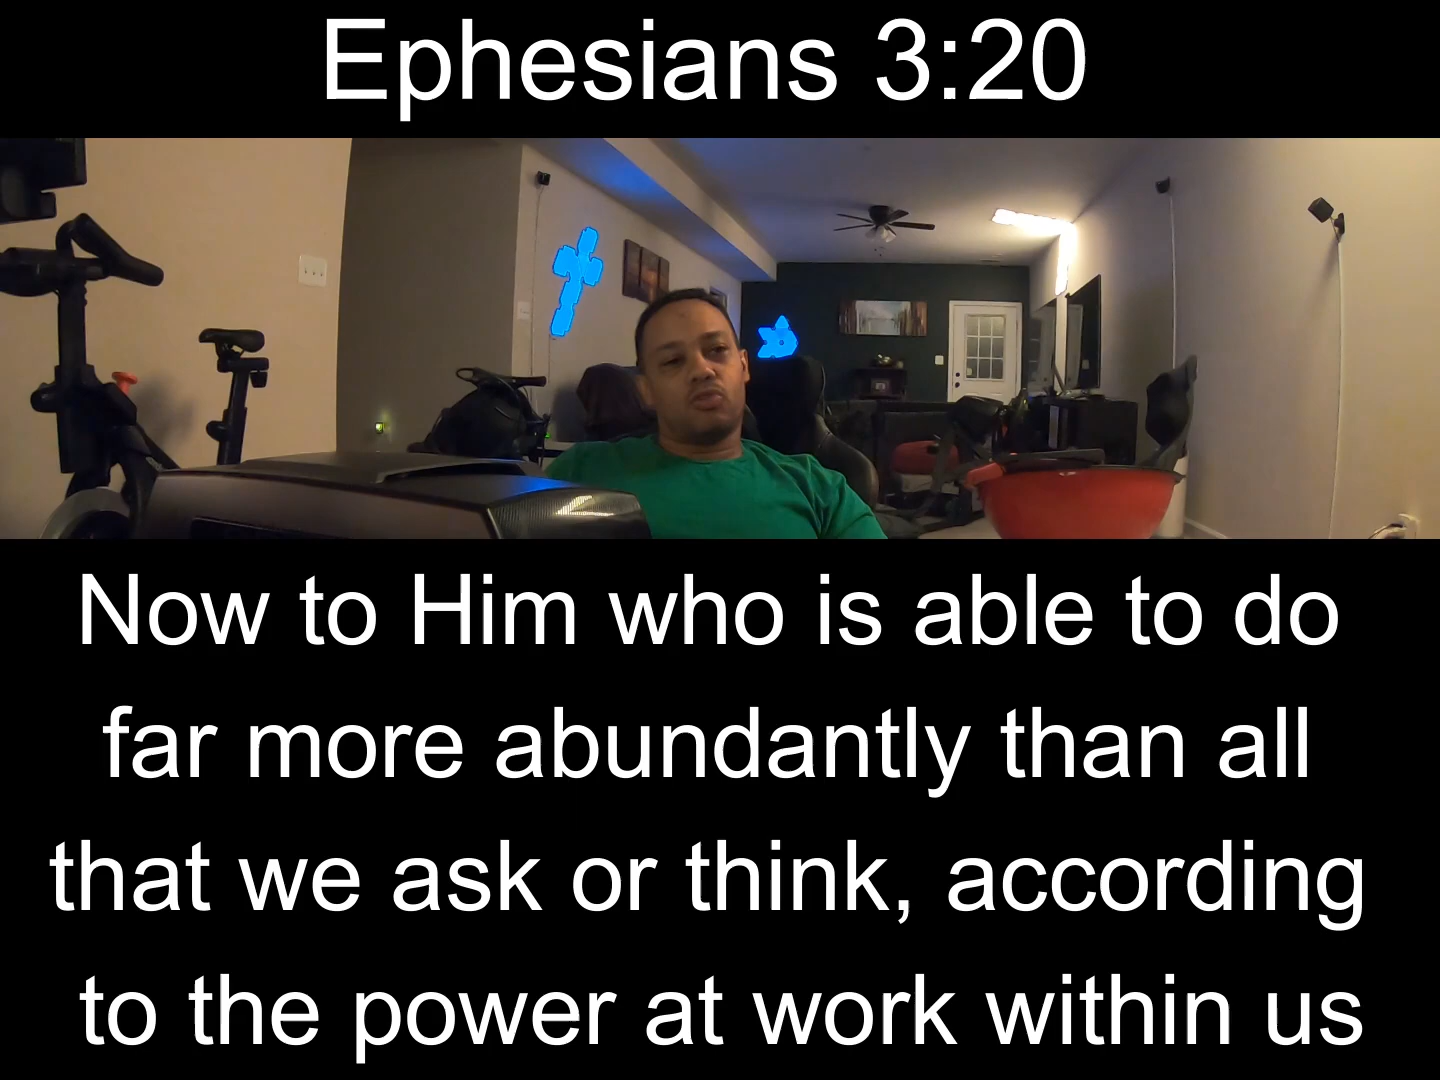 Ephesians 3:20
Now to Him who is able to do
far more abundantly than all
that we ask or think, according
to the power at work within us